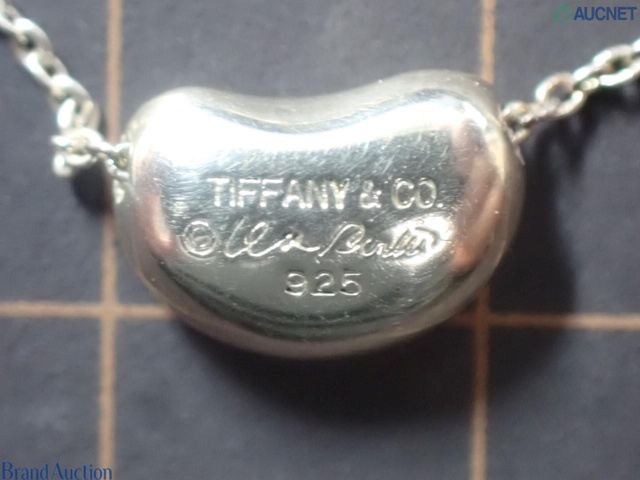 AUCNET
TIFFANY & CO.
©
925
Brand Auction